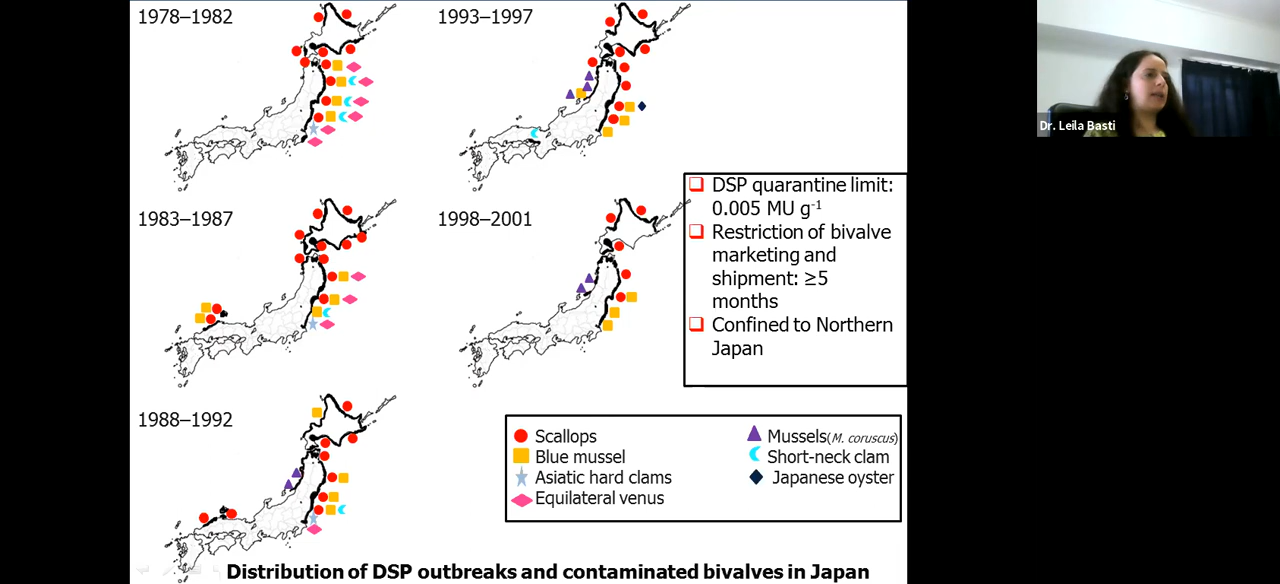 1978–1982
1993–1997
Dr. Leila Basti
DSP quarantine limit:
0.005 MU g⁻¹
Restriction of bivalve
marketing and
shipment: ≥5
months
Confined to Northern
Japan
1983–1987
1998–2001
1988–1992
Scallops
Blue mussel
Asiatic hard clams
Equilateral venus
Mussels(M. coruscus)
Short-neck clam
Japanese oyster
Distribution of DSP outbreaks and contaminated bivalves in Japan